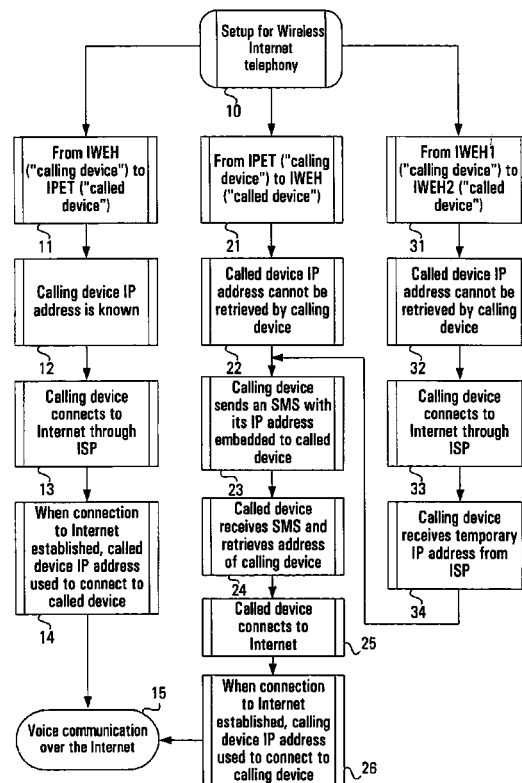 Setup for Wireless
Internet
telephony
10
From IWEH
("calling device") to
IPET ("called
device")
11
Calling device IP
address is known
12
Calling device
connects to
Internet through
ISP
13
When connection
to Internet
established, called
device IP address
used to connect to
called device
14
From IPET ("calling
device") to IWEH
("called device")
21
Called device IP
address cannot be
retrieved by calling
device
22
Calling device
sends an SMS with
its IP address
embedded to called
device
23
Called device
receives SMS and
retrieves address
of calling device
24
Called device
connects to
Internet
25
When connection
to Internet
established, calling
device IP address
used to connect to
calling device
26
From IWEH1
("calling device") to
IWEH2 ("called
device")
31
Called device IP
address cannot be
retrieved by calling
device
32
Calling device
connects to
Internet through
ISP
33
Calling device
receives temporary
IP address from
ISP
34
15
Voice communication
over the Internet